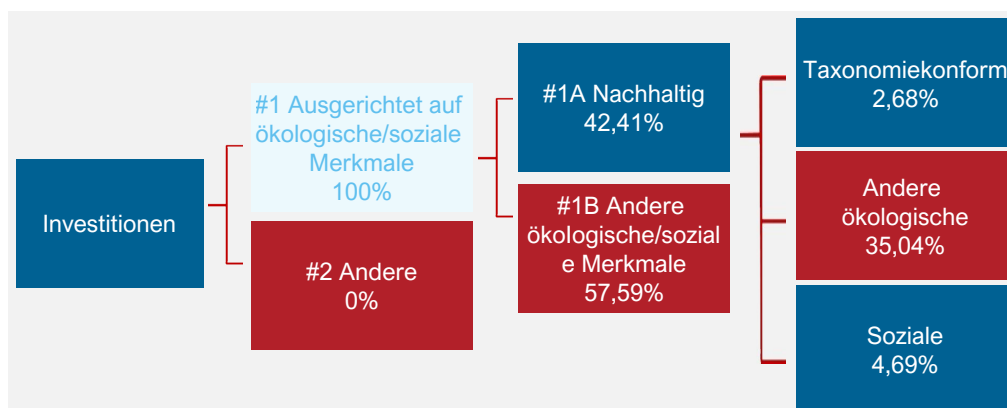 Investitionen
#1 Ausgerichtet auf
ökologische/soziale
Merkmale
100%
#2 Andere
0%
#1A Nachhaltig
42,41%
#1B Andere
ökologische/sozial
e Merkmale
57,59%
Taxonomiekonform
2,68%
Andere
ökologische
35,04%
Soziale
4,69%